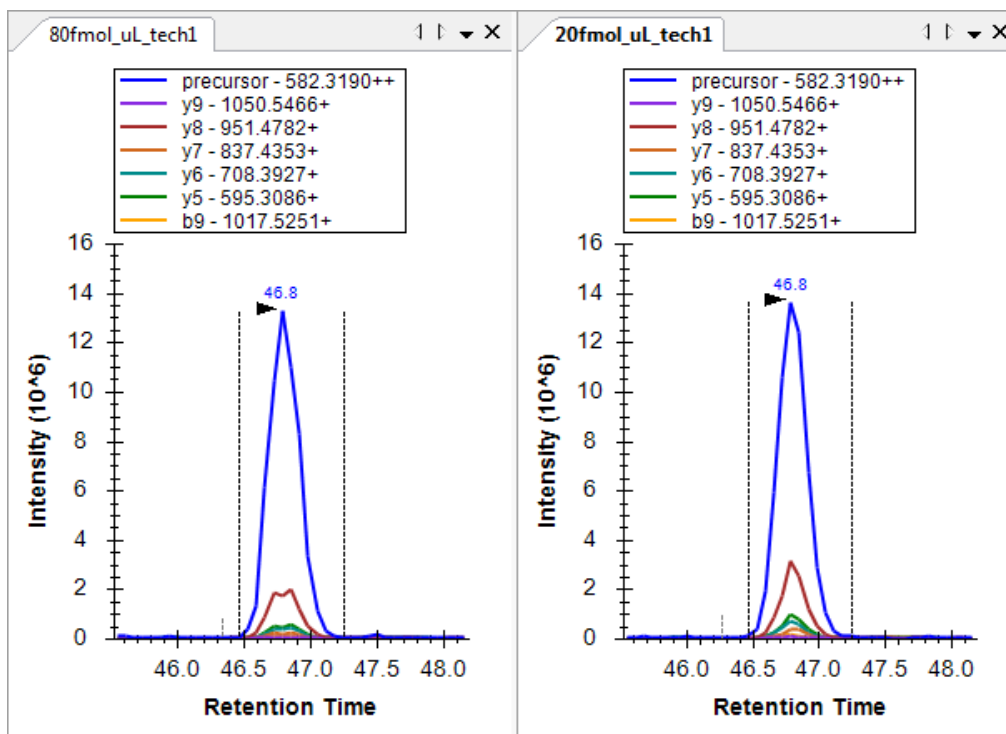 80fmol_uL_tech1
precursor - 582.3190++
y9 - 1050.5466+
y8 - 951.4782+
y7 - 837.4353+
y6 - 708.3927+
y5 - 595.3086+
b9 - 1017.5251+
16
14
12
10
8
6
4
2
0
Intensity (10^6)
46.8
46.0 46.5 47.0 47.5 48.0
Retention Time
20fmol_uL_tech1
precursor - 582.3190++
y9 - 1050.5466+
y8 - 951.4782+
y7 - 837.4353+
y6 - 708.3927+
y5 - 595.3086+
b9 - 1017.5251+
16
14
12
10
8
6
4
2
0
Intensity (10^6)
46.8
46.0 46.5 47.0 47.5 48.0
Retention Time